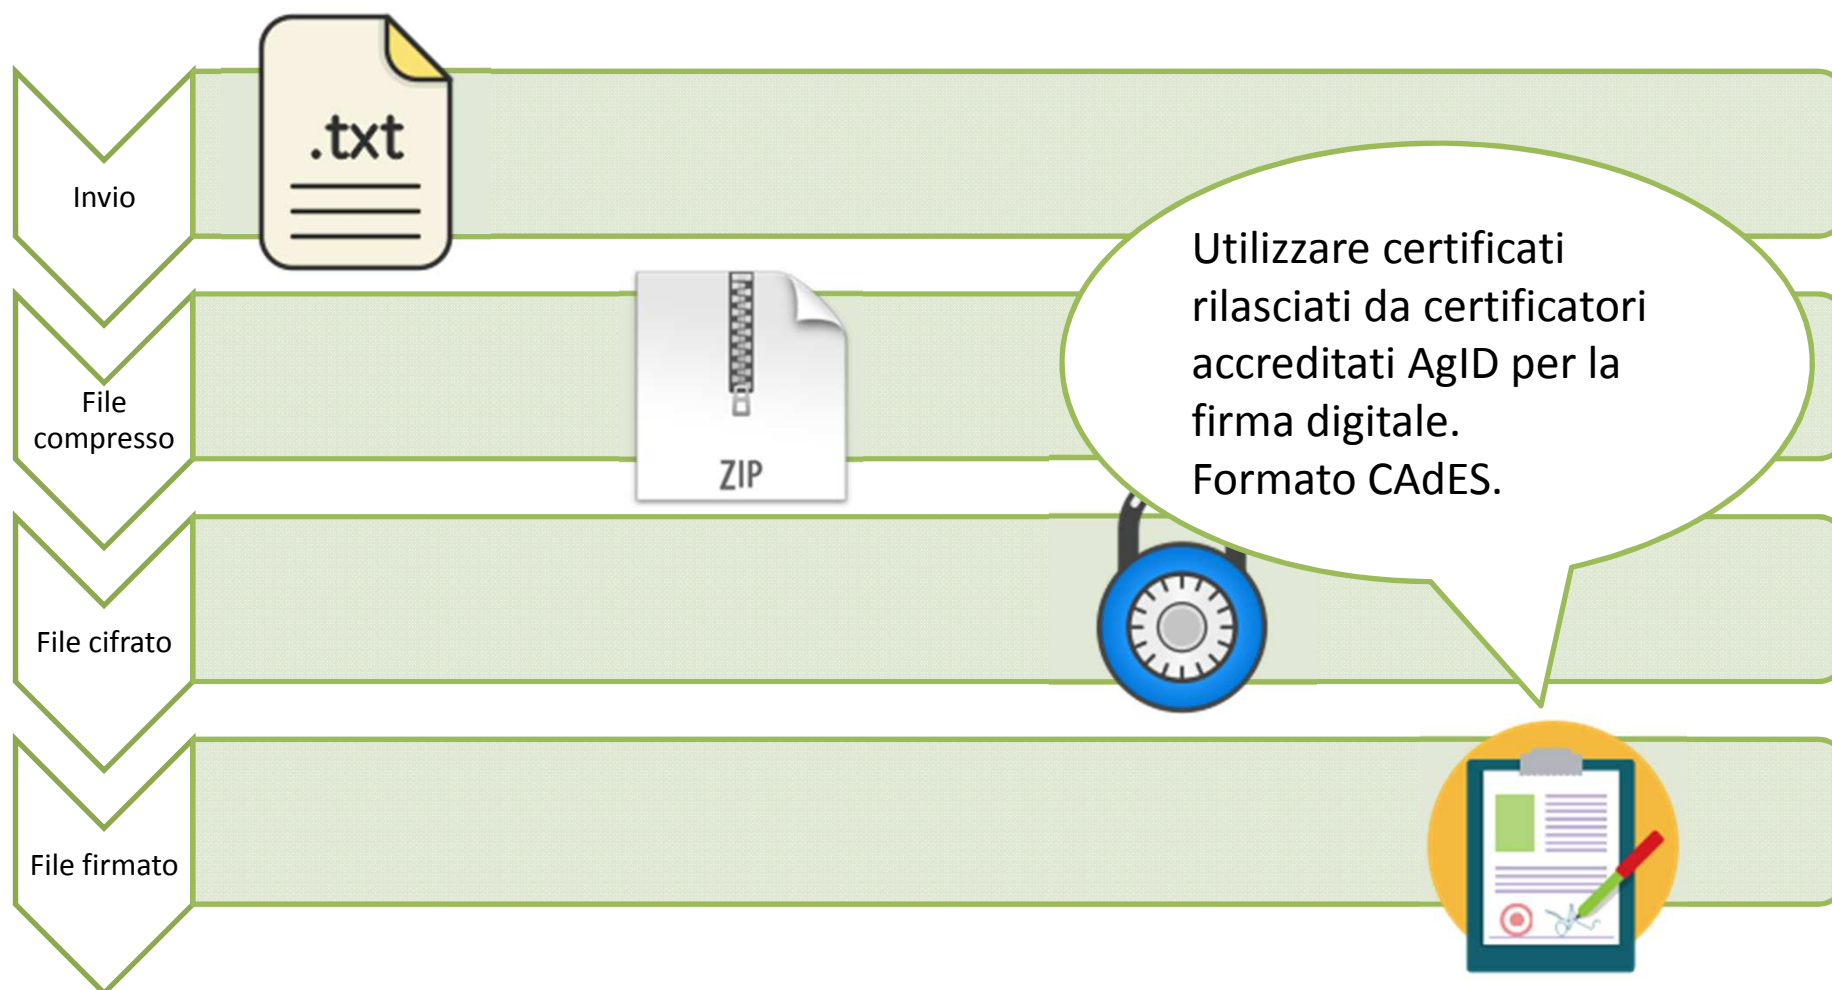 .txt
Invio
Utilizzare certificati
rilasciati da certificatori
accreditati AgID per la
firma digitale.
Formato CAdES.
File
compresso
ZIP
File cifrato
File firmato